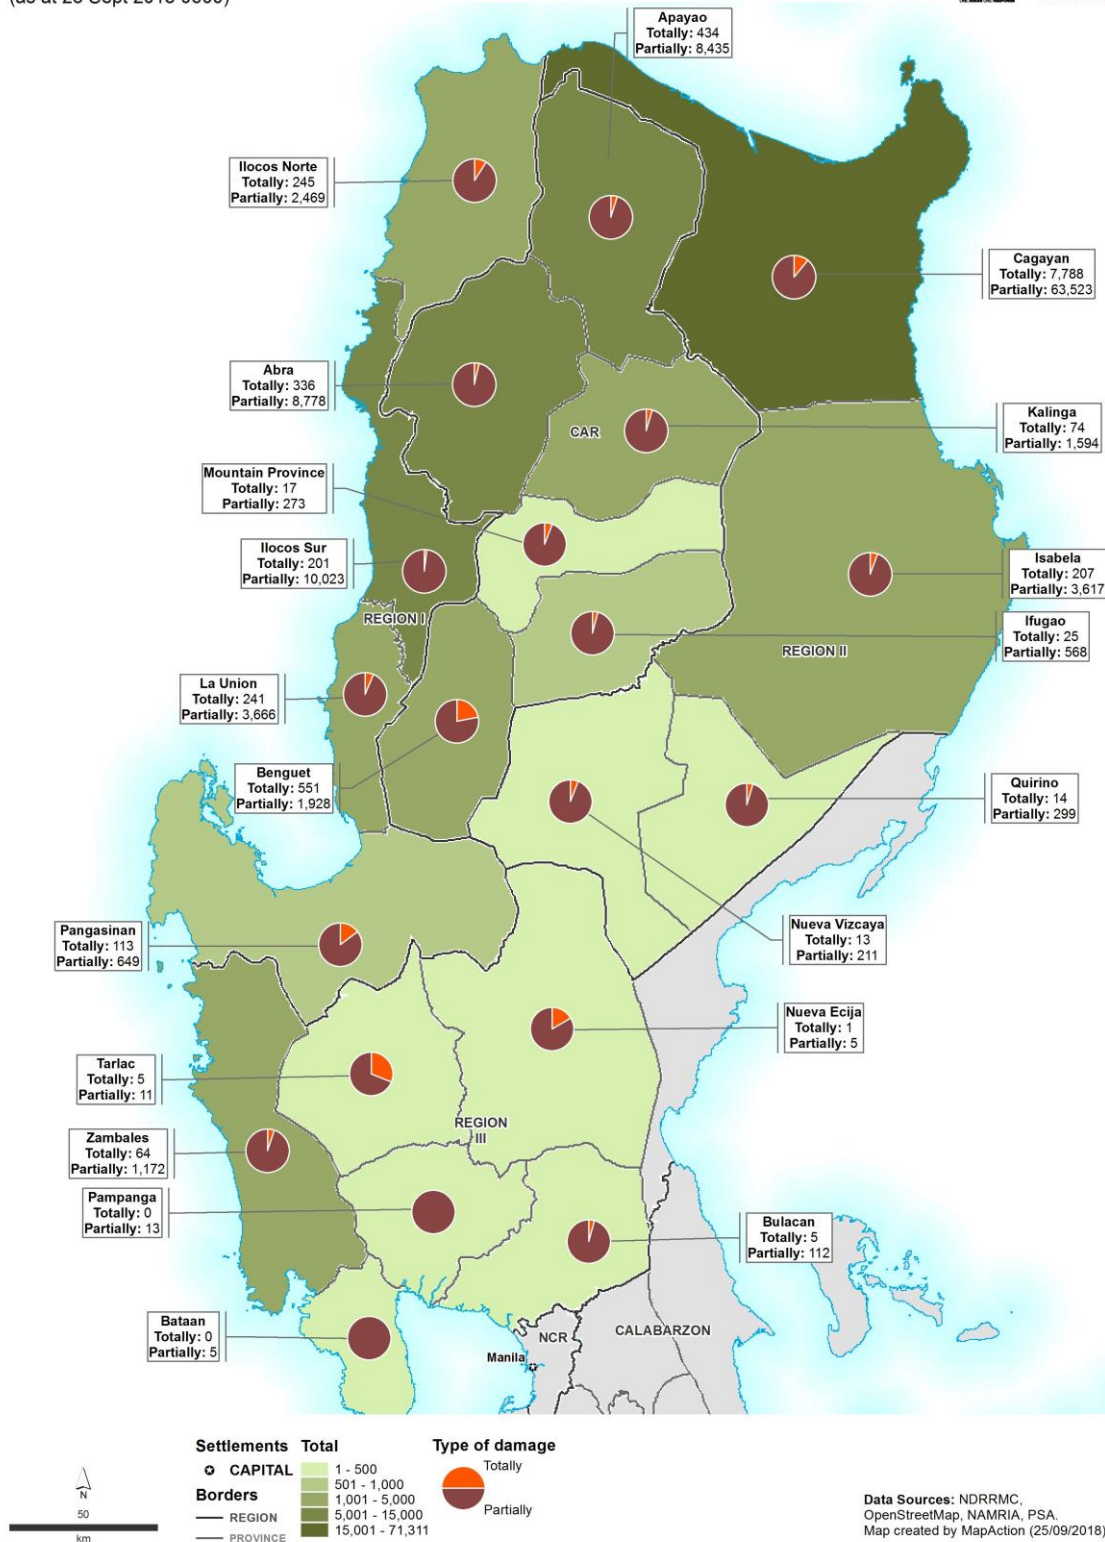 Apayao
Totally: 434
Partially: 8,435
Ilocos Norte
Totally: 245
Partially: 2,469
Cagayan
Totally: 7,788
Partially: 63,523
Abra
Totally: 336
Partially: 8,778
Kalinga
Totally: 74
Partially: 1,594
CAR
Mountain Province
Totally: 17
Partially: 273
Ilocos Sur
Totally: 201
Partially: 10,023
Isabela
Totally: 207
Partially: 3,617
REGION I
Ifugao
Totally: 25
Partially: 568
REGION II
La Union
Totally: 241
Partially: 3,666
Benguet
Totally: 551
Partially: 1,928
Quirino
Totally: 14
Partially: 299
Pangasinan
Totally: 113
Partially: 649
Nueva Vizcaya
Totally: 13
Partially: 211
Nueva Ecija
Totally: 1
Partially: 5
Tarlac
Totally: 5
Partially: 11
REGION
III
Zambales
Totally: 64
Partially: 1,172
Pampanga
Totally: 0
Partially: 13
Bulacan
Totally: 5
Partially: 112
Bataan
Totally: 0
Partially: 5
NCR
CALABARZON
Manila
Settlements
CAPITAL
Borders
REGION
PROVINCE
Total
1 - 500
501 - 1,000
1,001 - 5,000
5,001 - 15,000
15,001 - 71,311
Type of damage
Totally
Partially
N
50
km
Data Sources: NDRRMC,
OpenStreetMap, NAMRIA, PSA.
Map created by MapAction (25/09/2018)